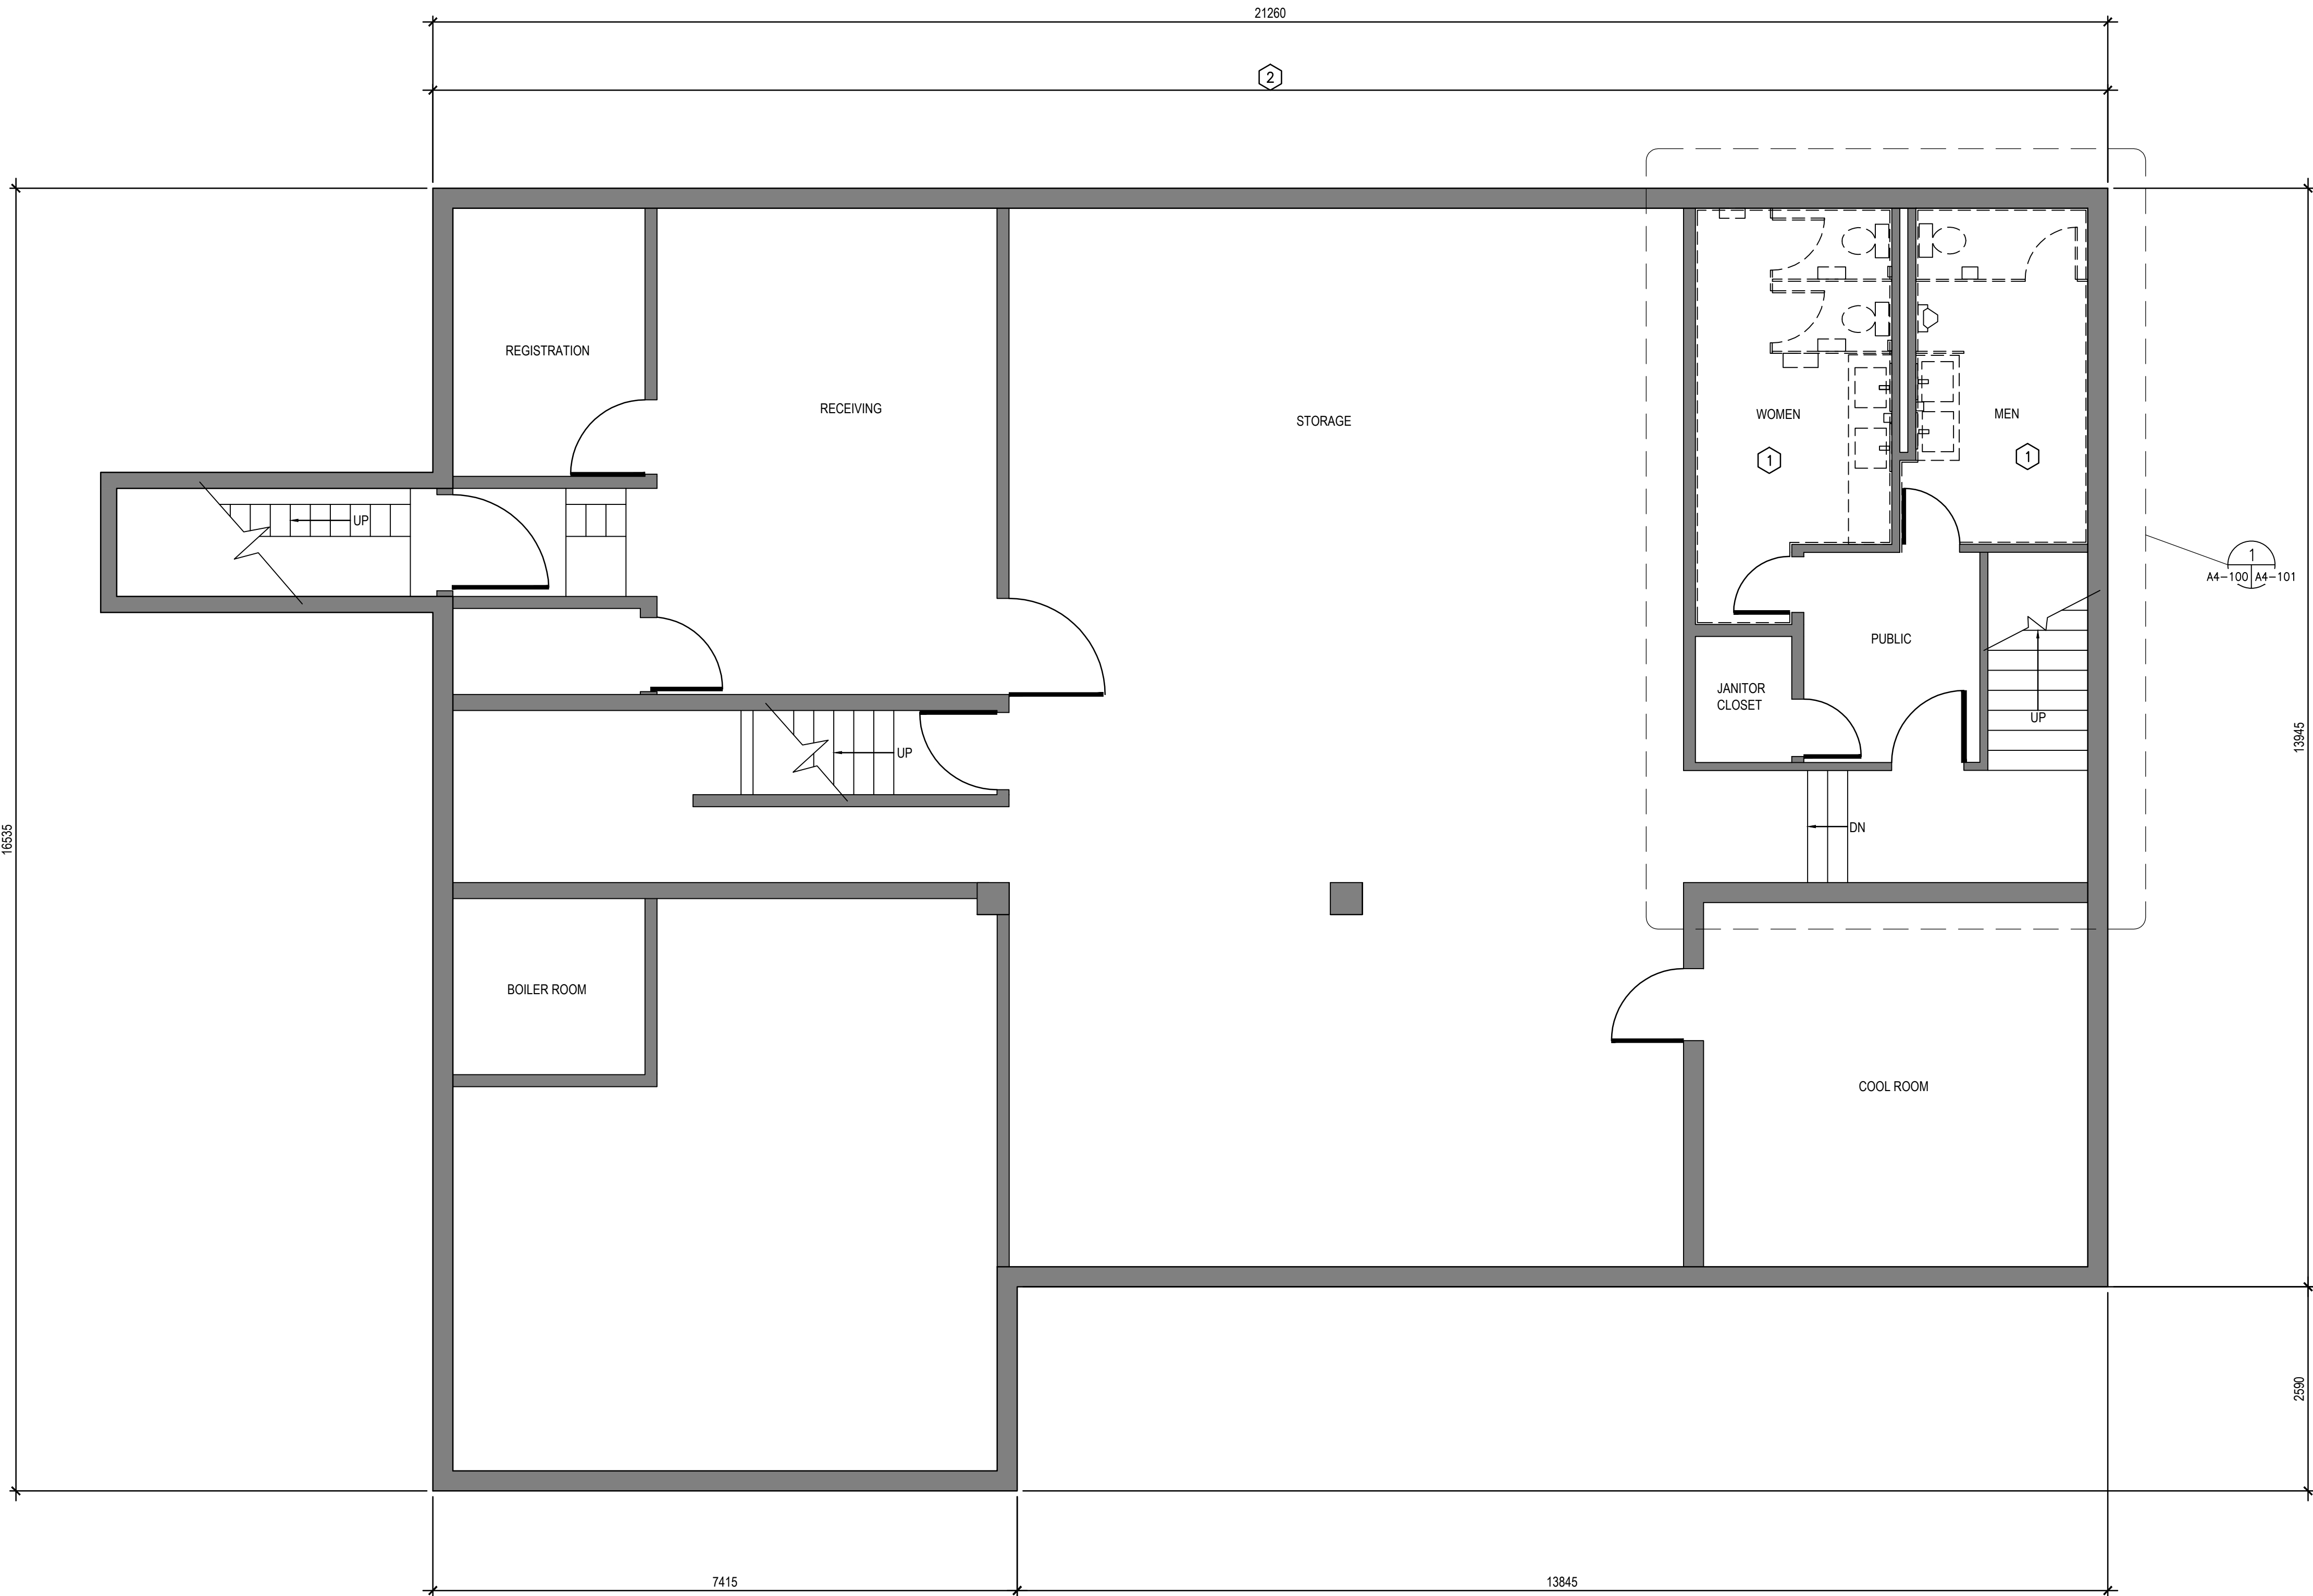 21260
2
REGISTRATION
RECEIVING
STORAGE
WOMEN
MEN
1
1
UP
1
A4-100 A4-101
PUBLIC
JANITOR
CLOSET
UP
UP
13945
DN
16535
BOILER ROOM
COOL ROOM
2590
7415
13845